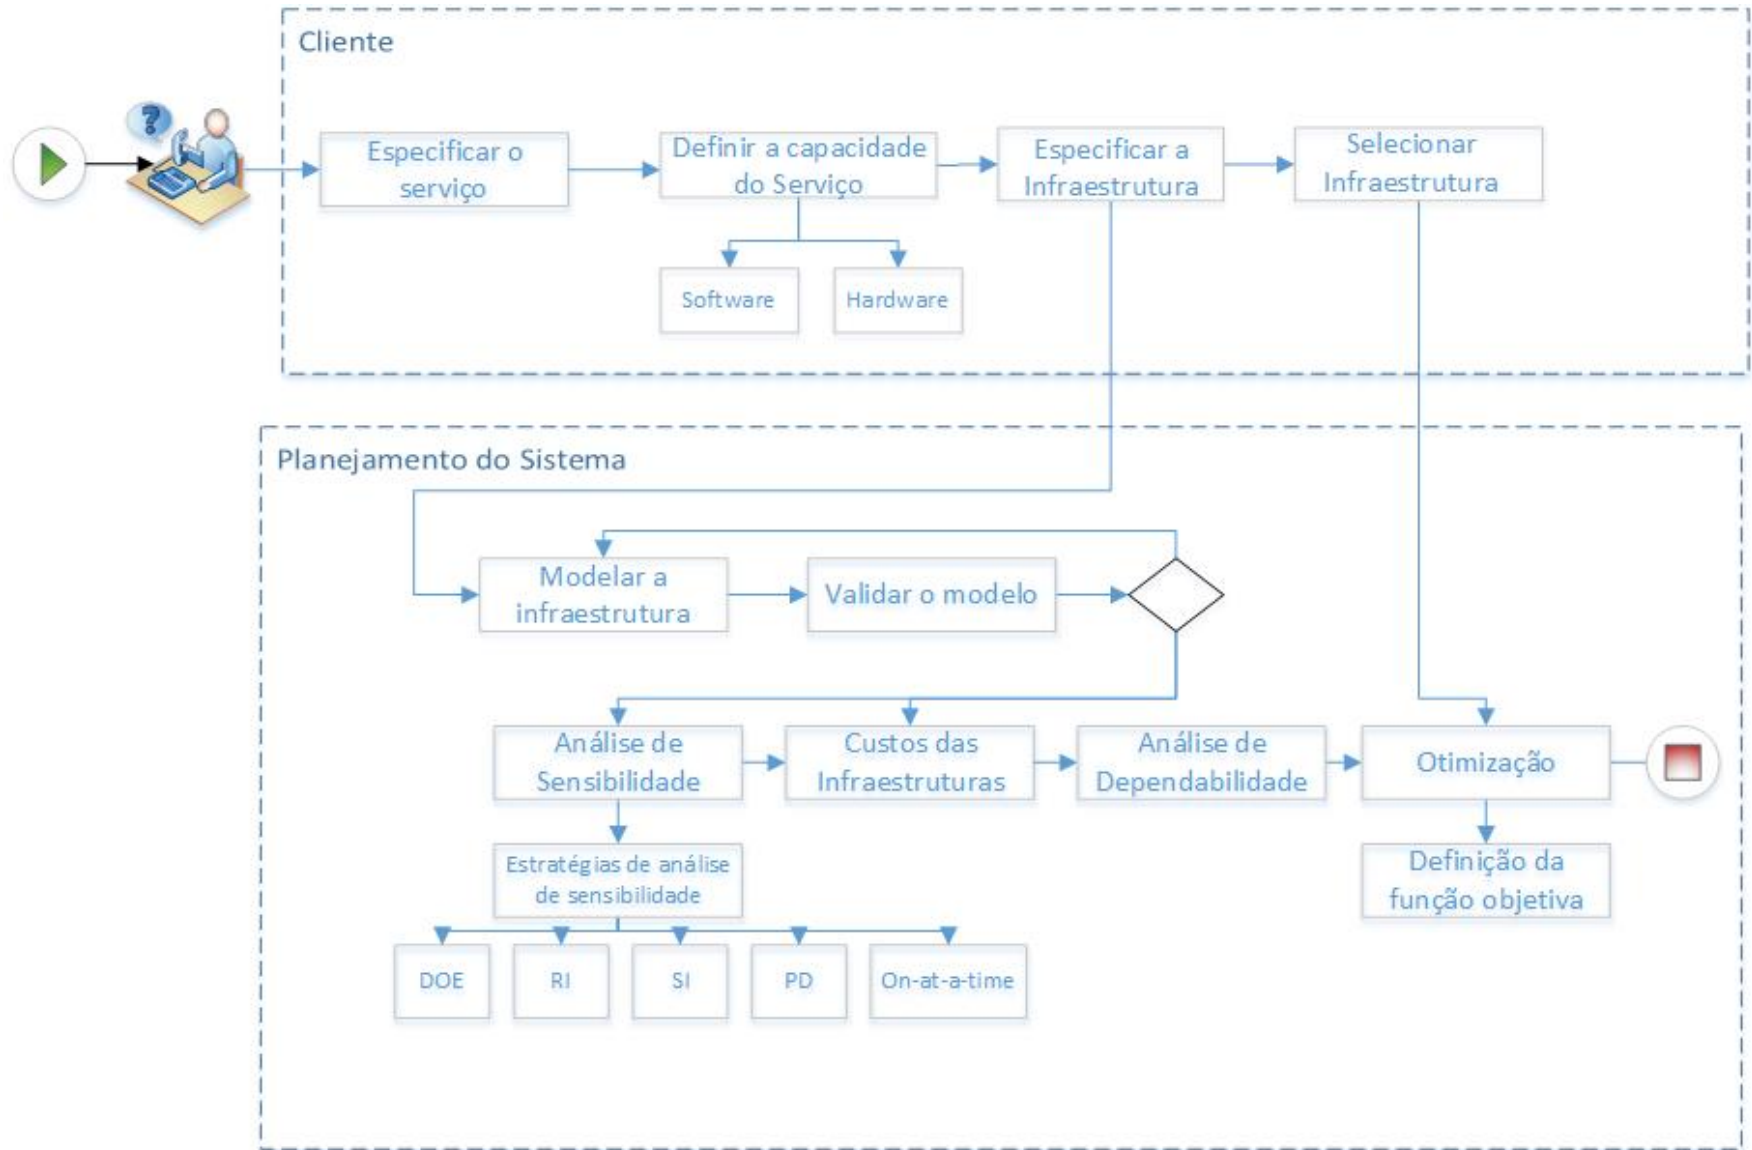 Cliente
?
Especificar o
serviço
Definir a capacidade
do Serviço
Especificar a
Infraestrutura
Selecionar
Infraestrutura
Software
Hardware
Planejamento do Sistema
Modelar a
infraestrutura
Validar o modelo
Análise de
Sensibilidade
Custos das
Infraestruturas
Análise de
Dependabilidade
Otimização
Estratégias de análise
de sensibilidade
Definição da
função objetiva
DOE
RI
SI
PD
On-at-a-time